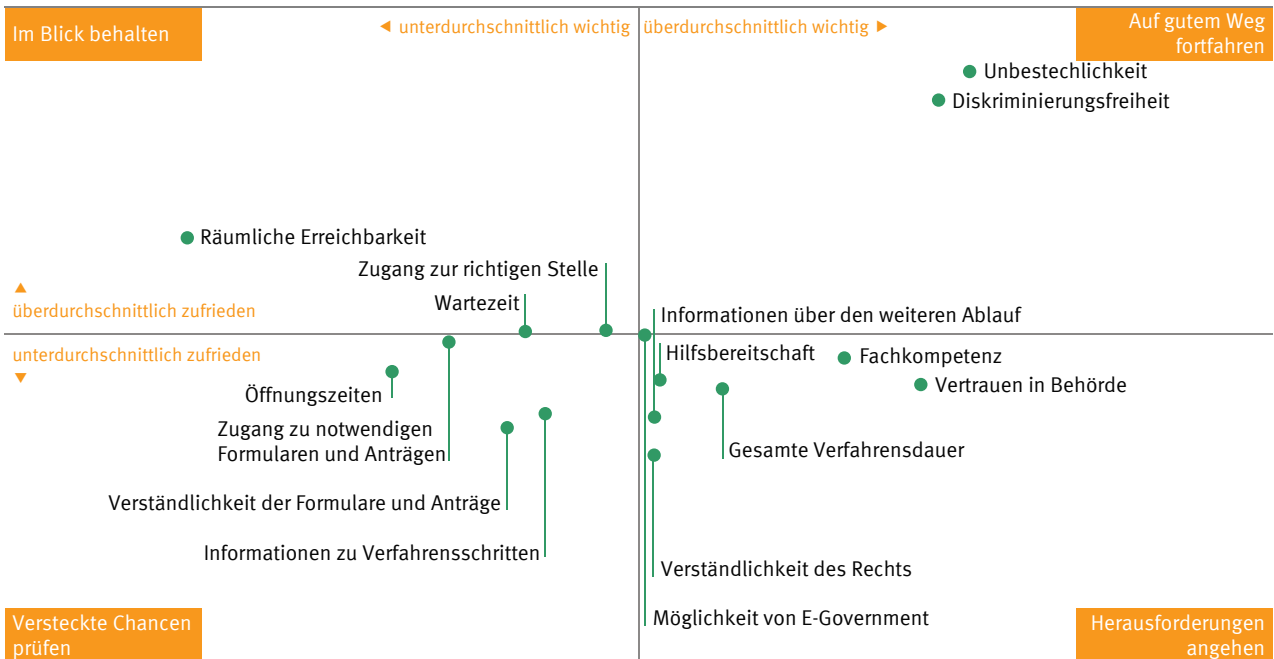 Im Blick behalten
◄ unterdurchschnittlich wichtig
überdurchschnittlich wichtig ►
Auf gutem Weg
fortfahren
Unbestechlichkeit
Diskriminierungsfreiheit
Räumliche Erreichbarkeit
Zugang zur richtigen Stelle
▲
überdurchschnittlich zufrieden
Wartezeit
Informationen über den weiteren Ablauf
unterdurchschnittlich zufrieden
▼
Hilfsbereitschaft
Fachkompetenz
Vertrauen in Behörde
Öffnungszeiten
Zugang zu notwendigen
Formularen und Anträgen
Gesamte Verfahrensdauer
Verständlichkeit der Formulare und Anträge
Informationen zu Verfahrensschritten
Verständlichkeit des Rechts
Möglichkeit von E-Government
Versteckte Chancen
prüfen
Herausforderungen
angehen